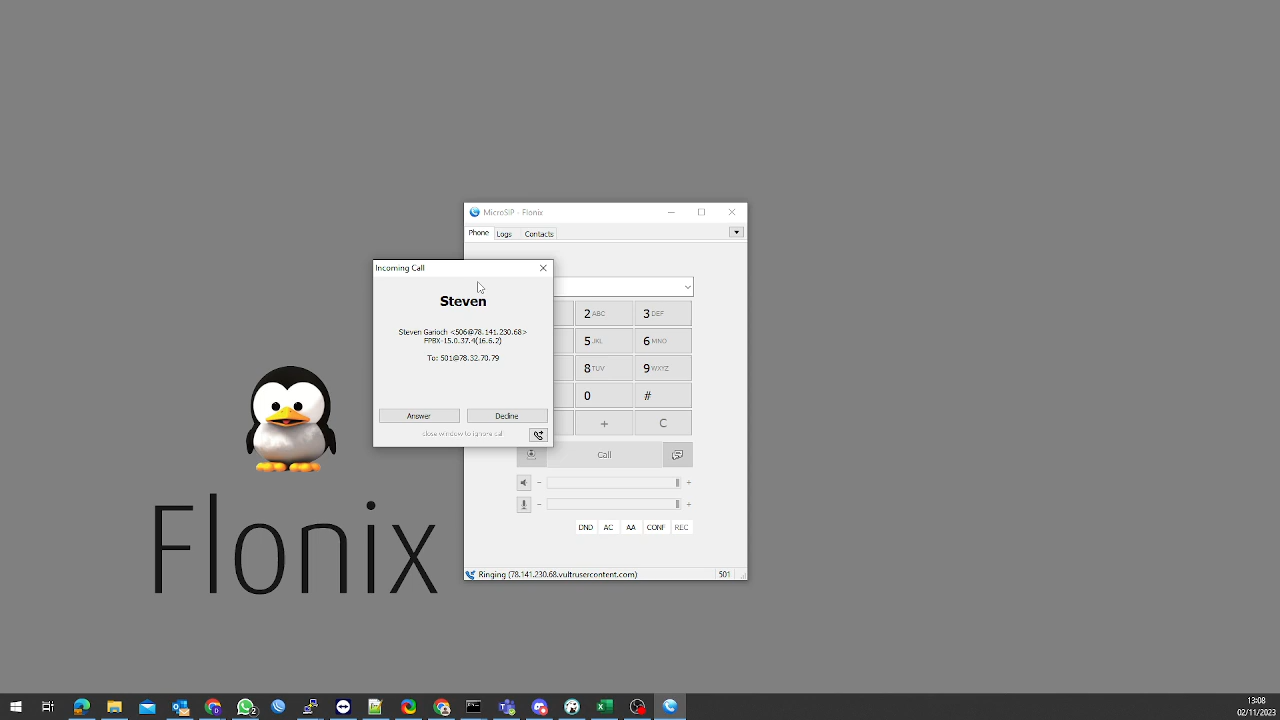 MicroSIP - Flonix
Phone
Logs
Contacts
Incoming Call
Steven
Steven Garioch <506@78.141.230.68>
FPBX-15.0.37.4(16.6.2)
To: 501@78.32.70.79
Answer
Decline
close window to ignore call
2 ABC
3 DEF
5 JKL
6 MNO
8 TUV
9 WXYZ
0
#
+
C
Call
- +
- +
DND AC AA CONF REC
Ringing (78.141.230.68.vultrusercontent.com)
501
Flonix
2
13:08
02/11/2023